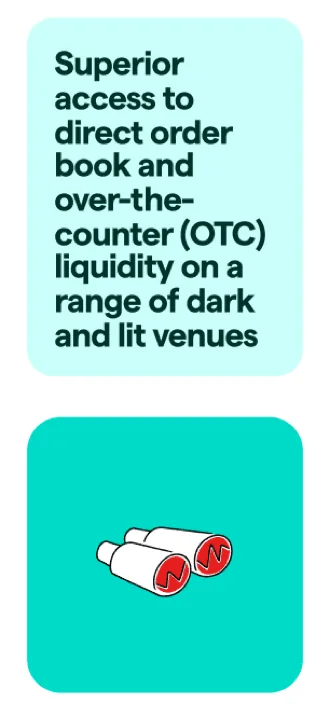 Superior
access to
direct order
book and
over-the-
counter (OTC)
liquidity on a
range of dark
and lit venues